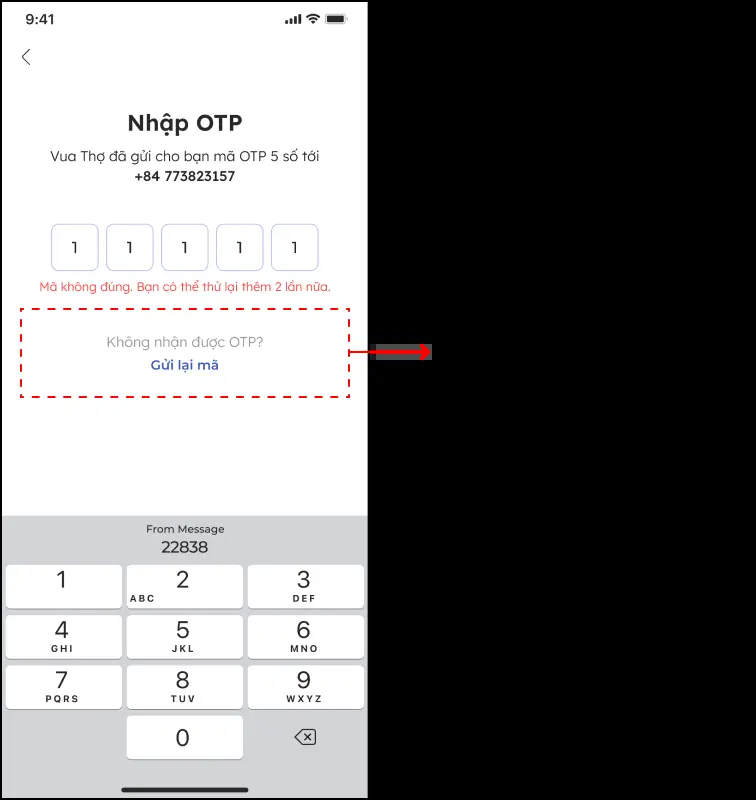 9:41
Nhập OTP
Vua Thợ đã gửi cho bạn mã OTP 5 số tới
+84 773823157
1 1 1 1 1
Mã không đúng. Bạn có thể thử lại thêm 2 lần nữa.
Không nhận được OTP?
Gửi lại mã
From Message
22838
1 2 3
ABC DEF
4 5 6
GHI JKL MNO
7 8 9
PQRS TUV WXYZ
0